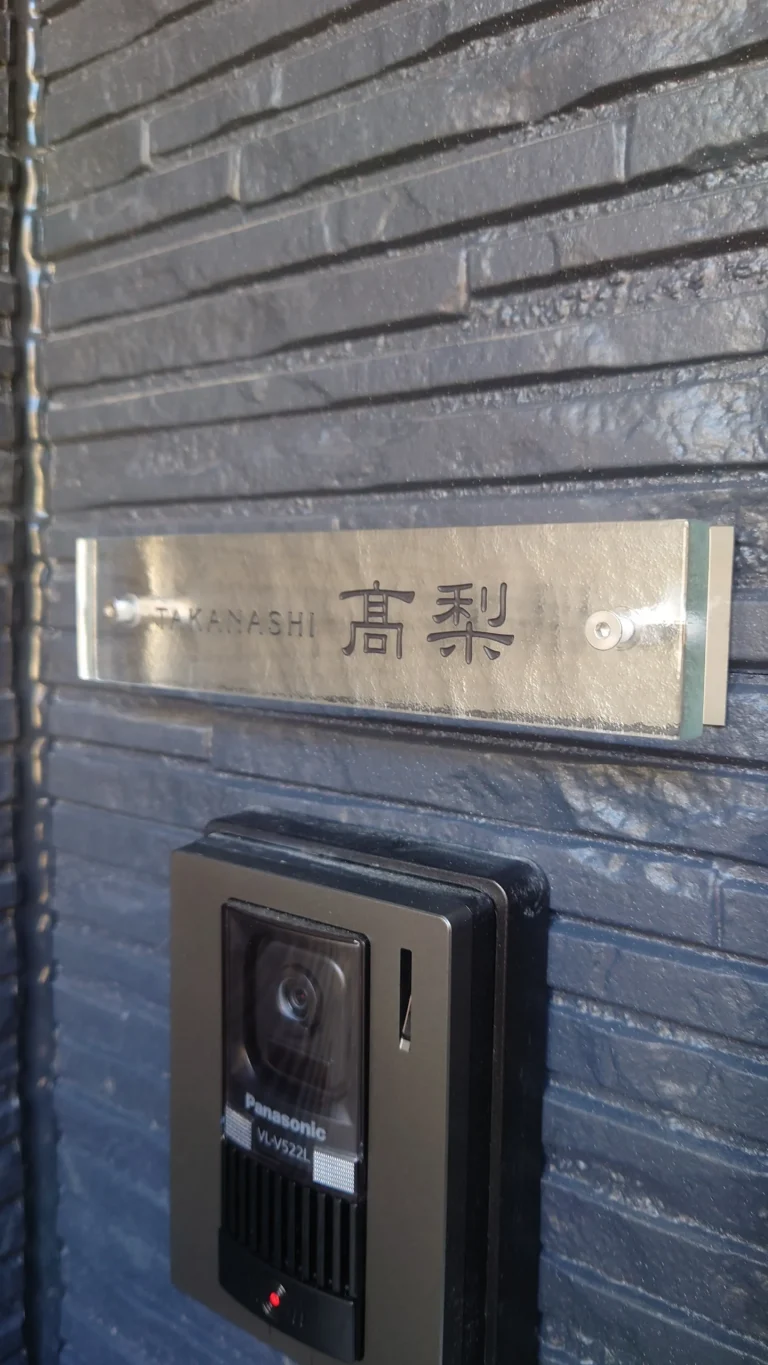 TAKANASHI 髙梨
Panasonic
VL-V522L